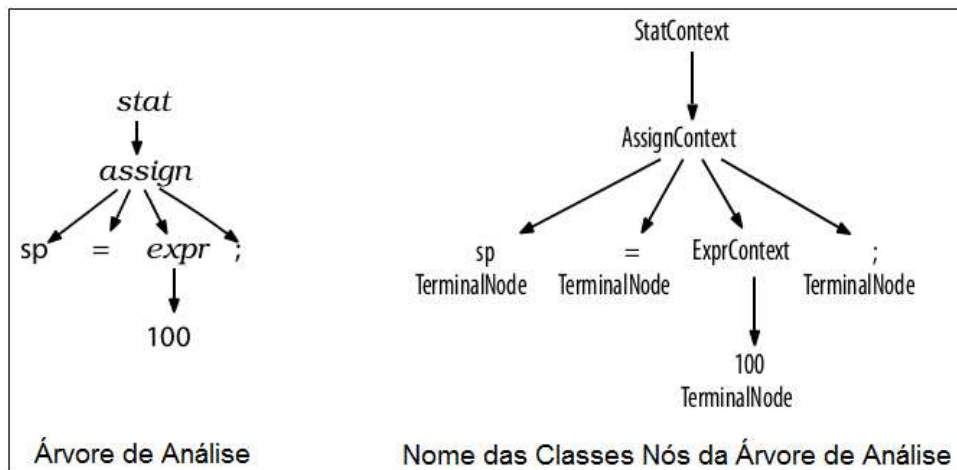 stat
assign
sp = expr ;
100
Árvore de Análise
StatContext
AssignContext
sp = ExprContext ;
TerminalNode TerminalNode TerminalNode
100
TerminalNode
Nome das Classes Nós da Árvore de Análise